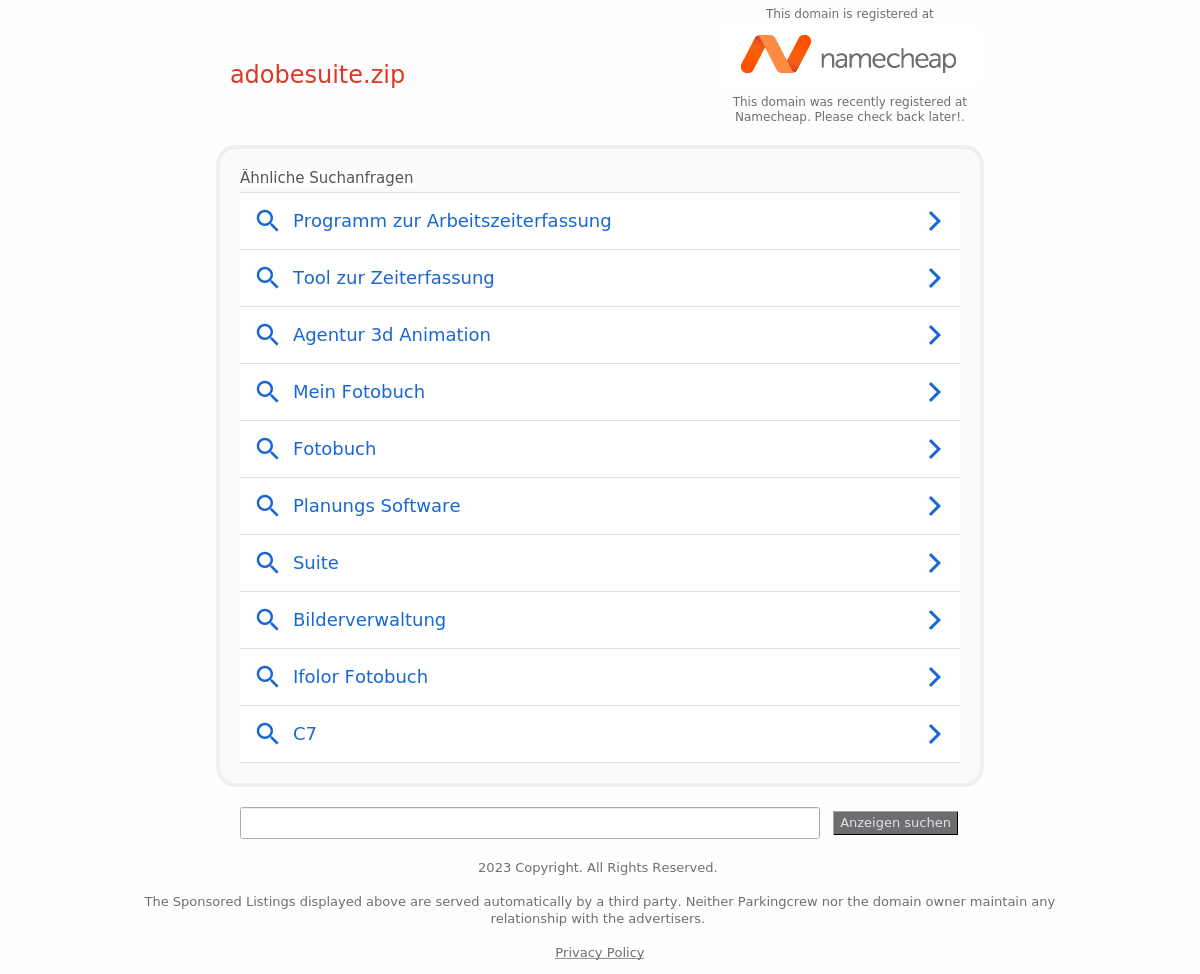 This domain is registered at
namecheap
adobesuite.zip
This domain was recently registered at
Namecheap. Please check back later!.
Ähnliche Suchanfragen
Programm zur Arbeitszeiterfassung
Tool zur Zeiterfassung
Agentur 3d Animation
Mein Fotobuch
Fotobuch
Planungs Software
Suite
Bilderverwaltung
Ifolor Fotobuch
C7
Anzeigen suchen
2023 Copyright. All Rights Reserved.
The Sponsored Listings displayed above are served automatically by a third party. Neither Parkingcrew nor the domain owner maintain any
relationship with the advertisers.
Privacy Policy